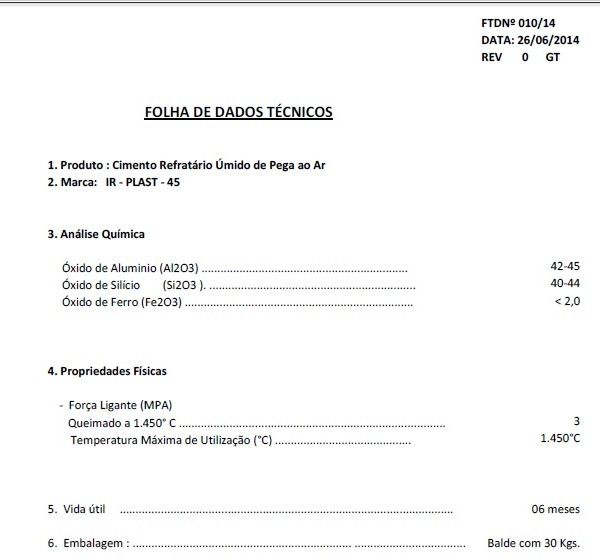 FTDNº 010/14
DATA: 26/06/2014
REV 0 GT
FOLHA DE DADOS TÉCNICOS
1. Produto : Cimento Refratário Úmido de Pega ao Ar
2. Marca: IR - PLAST - 45
3. Análise Química
Óxido de Aluminio (Al2O3) .................................................................... 42-45
Óxido de Silício (Si2O3 ). .................................................................... 40-44
Óxido de Ferro (Fe2O3) ........................................................................... < 2,0
4. Propriedades Físicas
- Força Ligante (MPA)
Queimado a 1.450° C ....................................................................................... 3
Temperatura Máxima de Utilização (°C) ............................................. 1.450°C
5. Vida útil ............................................................................................................. 06 meses
6. Embalagem : ...................................................... .................................... Balde com 30 Kgs.